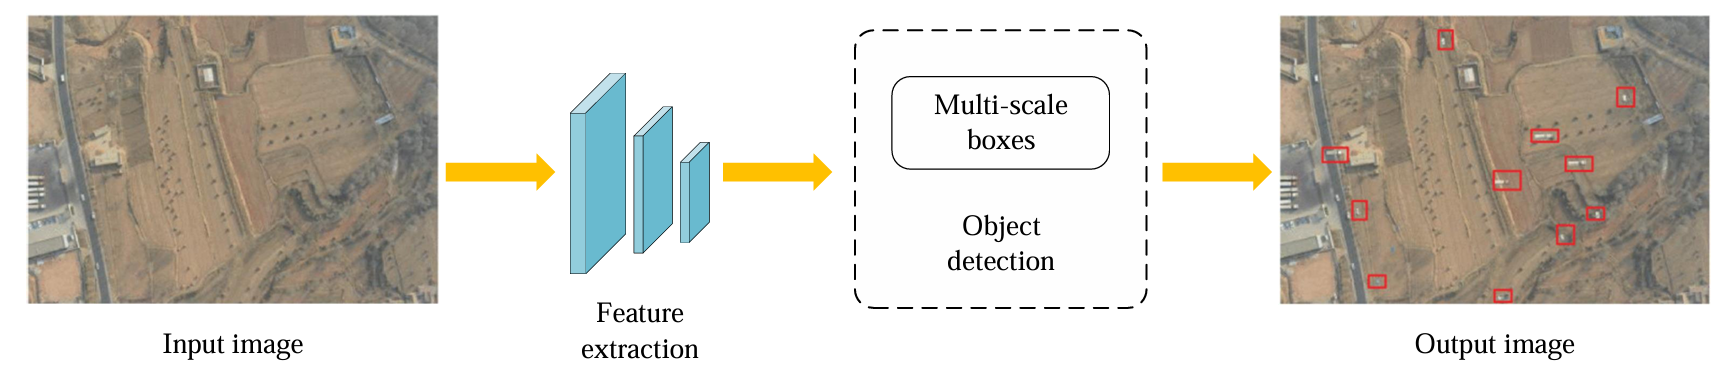 Multi-scale
boxes
Object
detection
Feature
extraction
Input image
Output image